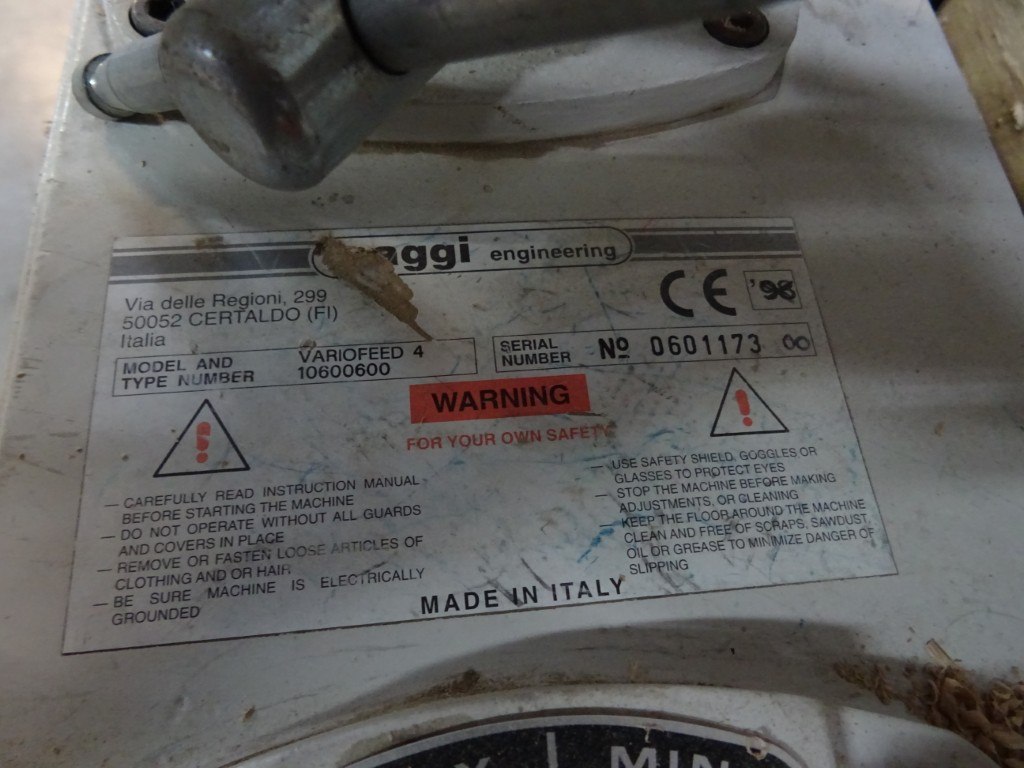 aggi engineering
Via delle Regioni, 299
50052 CERTALDO (FI)
Italia
CE
MODEL AND
TYPE NUMBER
VARIOFEED 4
10600600
SERIAL
NUMBER
Nº 0601173
WARNING
FOR YOUR OWN SAFETY
— CAREFULLY READ INSTRUCTION MANUAL
BEFORE STARTING THE MACHINE
— DO NOT OPERATE WITHOUT ALL GUARDS
AND COVERS IN PLACE
— REMOVE OR FASTEN LOOSE ARTICLES OF
CLOTHING AND OR HAIR
— BE SURE MACHINE IS ELECTRICALLY
GROUNDED
— USE SAFETY SHIELD, GOGGLES OR
GLASSES TO PROTECT EYES
— STOP THE MACHINE BEFORE MAKING
ADJUSTMENTS, OR CLEANING
— KEEP THE FLOOR AROUND THE MACHINE
CLEAN AND FREE OF SCRAPS, SAWDUST,
OIL OR GREASE TO MINIMIZE DANGER OF
SLIPPING
MADE IN ITALY
MIN